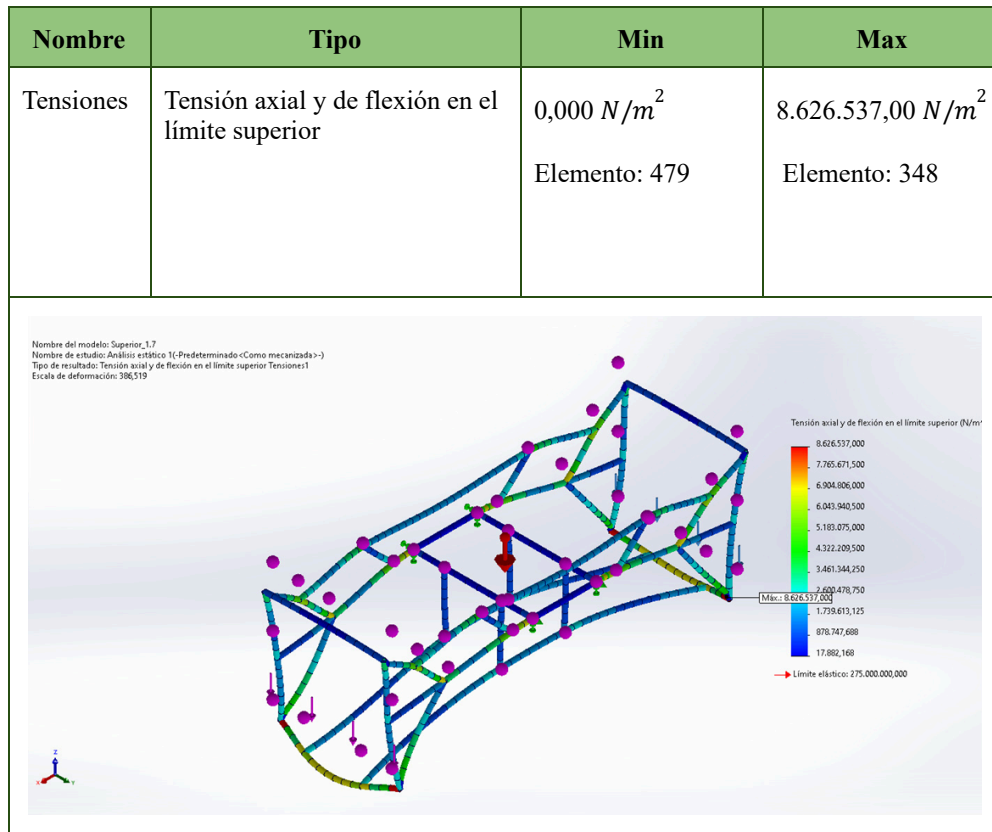 Nombre
Tipo
Min
Max
Tensiones
Tensión axial y de flexión en el
límite superior
0,000 N/m²
Elemento: 479
8.626.537,00 N/m²
Elemento: 348
Nombre del modelo: Superior_1.7
Nombre de estudio: Análisis estático 1(-Predeterminado<Como mecanizada>-)
Tipo de resultado: Tensión axial y de flexión en el límite superior Tensiones1
Escala de deformación: 386,519
Tensión axial y de flexión en el límite superior (N/m
8.626.537,000
7.765.671,500
6.904.806,000
6.043.940,500
5.183.075,000
4.322.209,500
3.461.344,250
2.600.478,750
Máx.: 8.626.537,000
1.739.613,125
878.747,688
17.882,168
Límite elástico: 275.000.000,000
z
x
Y